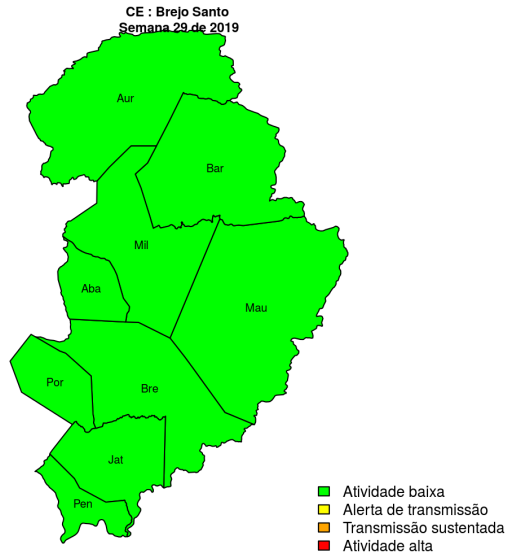 CE : Brejo Santo
Semana 29 de 2019
Aur
Bar
Mil
Aba
Mau
Por
Bre
Jat
Pen
Atividade baixa
Alerta de transmissão
Transmissão sustentada
Atividade alta